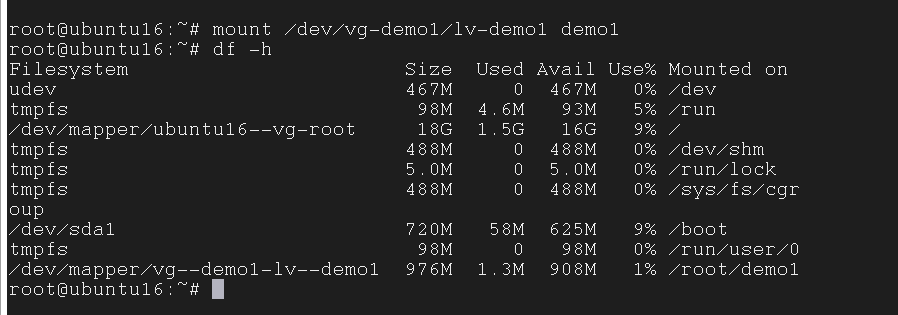 root@ubuntu16:~# mount /dev/vg-demo1/lv-demo1 demo1
root@ubuntu16:~# df -h
Filesystem                       Size  Used Avail Use% Mounted on
udev                             467M     0  467M   0% /dev
tmpfs                             98M  4.6M   93M   5% /run
/dev/mapper/ubuntu16--vg-root     18G  1.5G   16G   9% /
tmpfs                            488M     0  488M   0% /dev/shm
tmpfs                            5.0M     0  5.0M   0% /run/lock
tmpfs                            488M     0  488M   0% /sys/fs/cgr
oup
/dev/sda1                        720M   58M  625M   9% /boot
tmpfs                             98M     0   98M   0% /run/user/0
/dev/mapper/vg--demo1-lv--demo1  976M  1.3M  908M   1% /root/demo1
root@ubuntu16:~#